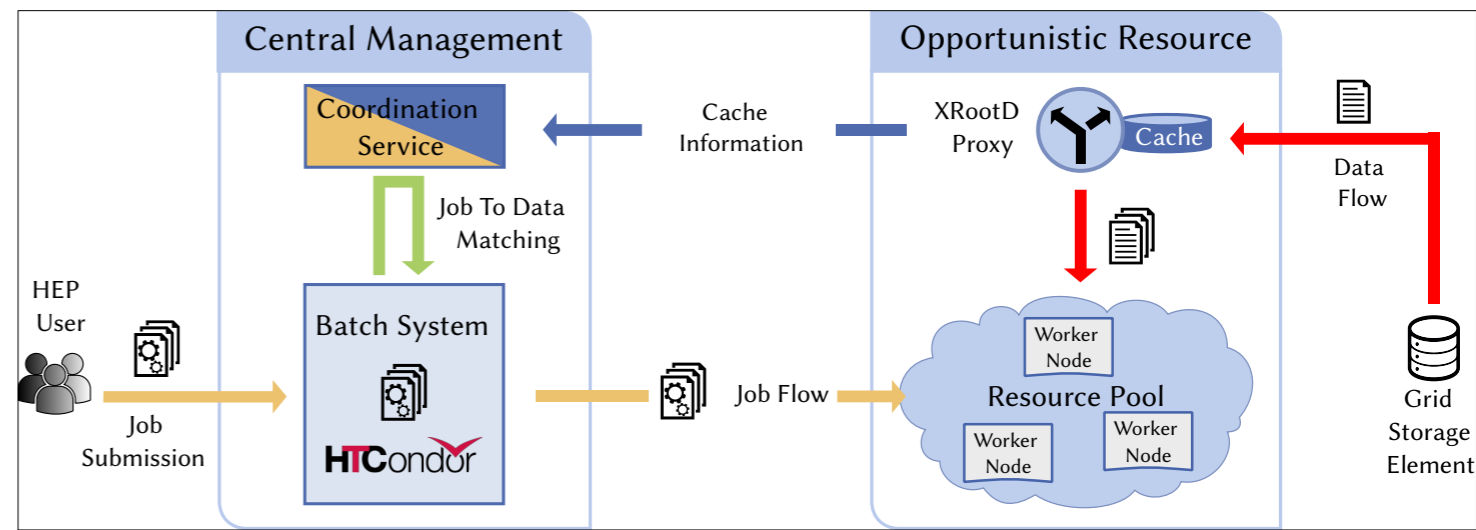 Central Management
Opportunistic Resource
Coordination
Service
Cache
Information
XRootD
Proxy
Cache
Data
Flow
Job To Data
Matching
HEP
User
Batch System
HTCondor
Job
Submission
Job Flow
Worker
Node
Resource Pool
Worker
Node
Worker
Node
Grid
Storage
Element